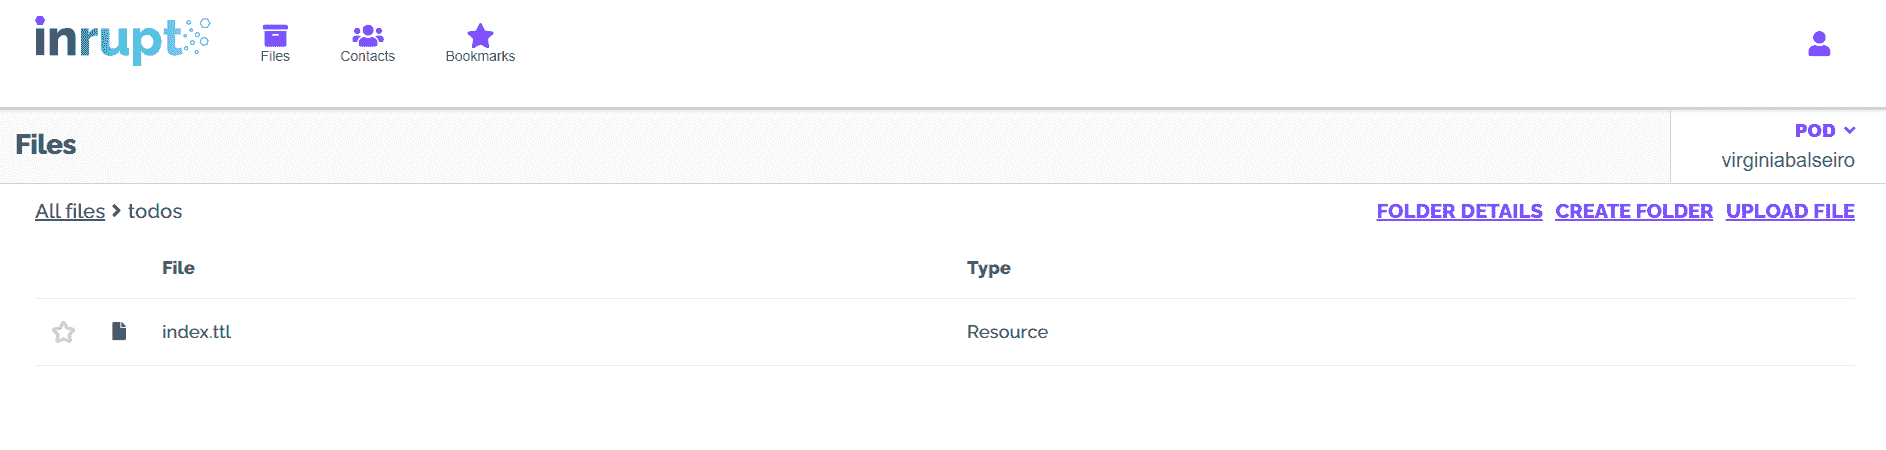 inrupt
Files Contacts Bookmarks
Files
POD
virginiabalseiro
All files > todos
FOLDER DETAILS CREATE FOLDER UPLOAD FILE
File Type
index.ttl Resource